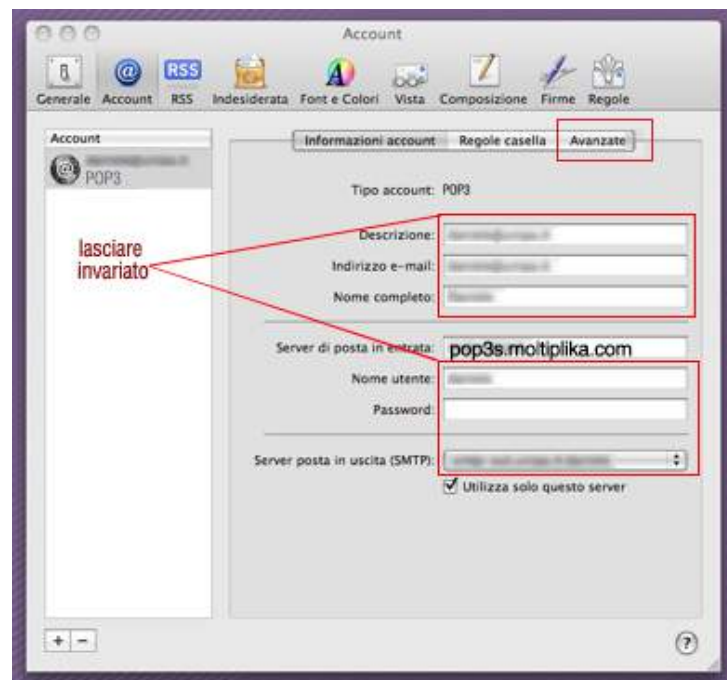 Account
RSS
Generale Account RSS Indesiderata Font e Colori Vista Composizione Firme Regole
Account
POP3
Informazioni account Regole casella Avanzate
Tipo account: POP3
lasciare
invariato
Descrizione:
Indirizzo e-mail:
Nome completo:
Server di posta in entrata: pop3s.moltiplika.com
Nome utente:
Password:
Server posta in uscita (SMTP):
Utilizza solo questo server